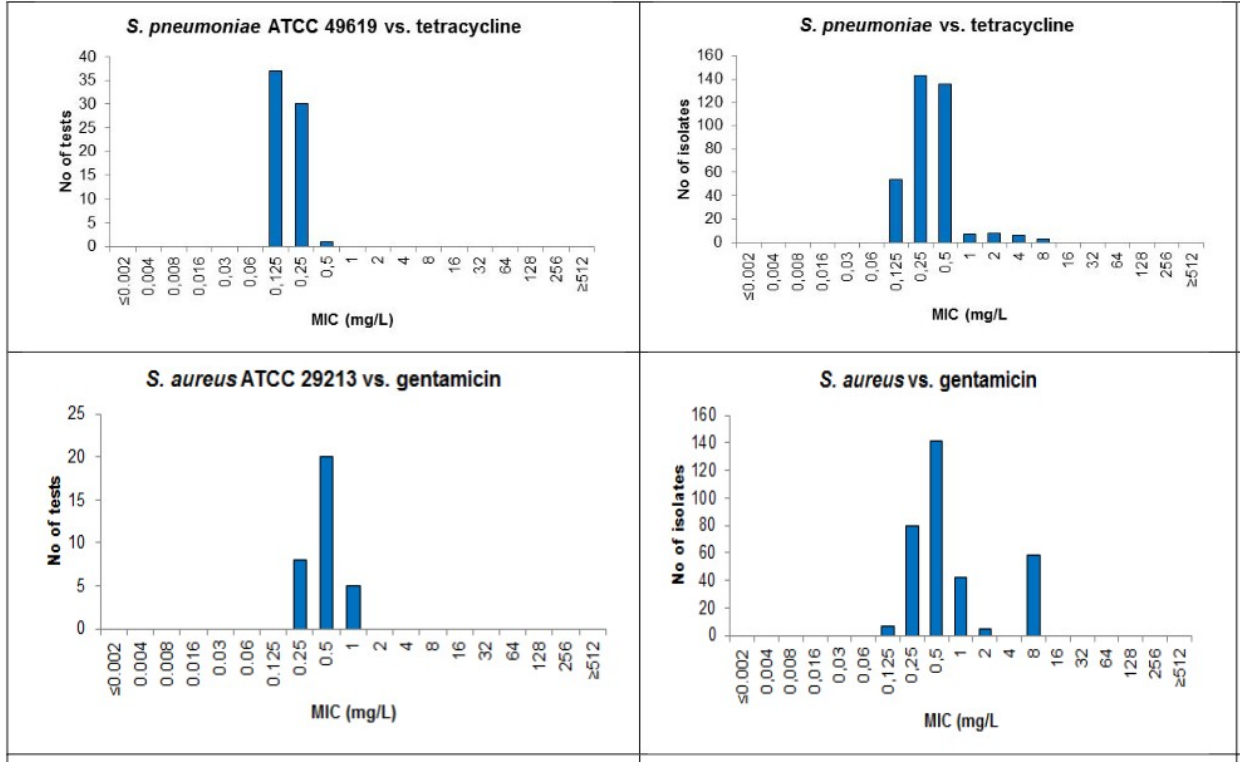 S. pneumoniae ATCC 49619 vs. tetracycline
No of tests
40
35
30
25
20
15
10
5
0
≤0.002 0,004 0,008 0,016 0,03 0,06 0,125 0,25 0,5 1 2 4 8 16 32 64 128 256 ≥512
MIC (mg/L)
S. pneumoniae vs. tetracycline
No of isolates
160
140
120
100
80
60
40
20
0
≤0.002 0,004 0,008 0,016 0,03 0,06 0,125 0,25 0,5 1 2 4 8 16 32 64 128 256 ≥512
MIC (mg/L
S. aureus ATCC 29213 vs. gentamicin
No of tests
25
20
15
10
5
0
≤0.002 0.004 0.008 0.016 0.03 0.06 0.125 0.25 0.5 1 2 4 8 16 32 64 128 256 ≥512
MIC (mg/L)
S. aureus vs. gentamicin
No of isolates
160
140
120
100
80
60
40
20
0
≤0.002 0,004 0,008 0,016 0,03 0,06 0,125 0,25 0,5 1 2 4 8 16 32 64 128 256 ≥512
MIC (mg/L